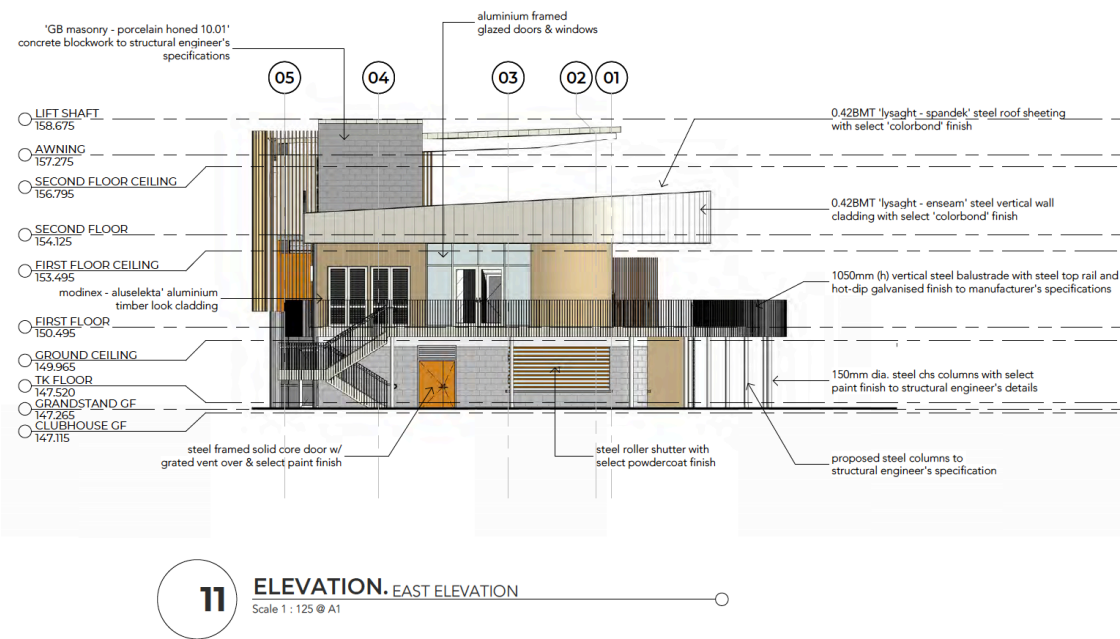 'GB masonry - porcelain honed 10.01'
concrete blockwork to structural engineer's
specifications
aluminium framed
glazed doors & windows
05
04
03
02
01
LIFT SHAFT
158.675
AWNING
157.275
SECOND FLOOR CEILING
156.795
SECOND FLOOR
154.125
FIRST FLOOR CEILING
153.495
modinex - aluselekta' aluminium
timber look cladding
FIRST FLOOR
150.495
GROUND CEILING
149.965
TK FLOOR
147.520
GRANDSTAND GF
147.265
CLUBHOUSE GF
147.115
0.42BMT 'lysaght - spandek' steel roof sheeting
with select 'colorbond' finish
0.42BMT 'lysaght - enseam' steel vertical wall
cladding with select 'colorbond' finish
1050mm (h) vertical steel balustrade with steel top rail and
hot-dip galvanised finish to manufacturer's specifications
150mm dia. steel chs columns with select
paint finish to structural engineer's details
steel framed solid core door w/
grated vent over & select paint finish
steel roller shutter with
select powdercoat finish
proposed steel columns to
structural engineer's specification
11
ELEVATION. EAST ELEVATION
Scale 1 : 125 @ A1